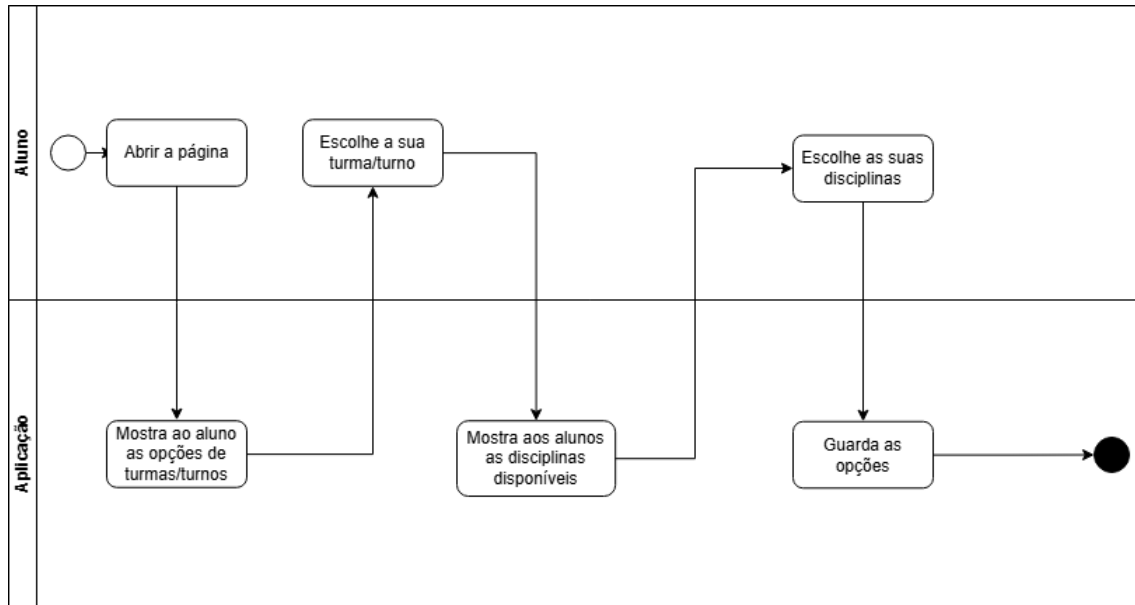 Aluno
Abrir a página
Escolhe a sua
turma/turno
Escolhe as suas
disciplinas
Aplicação
Mostra ao aluno
as opções de
turmas/turnos
Mostra aos alunos
as disciplinas
disponíveis
Guarda as
opções